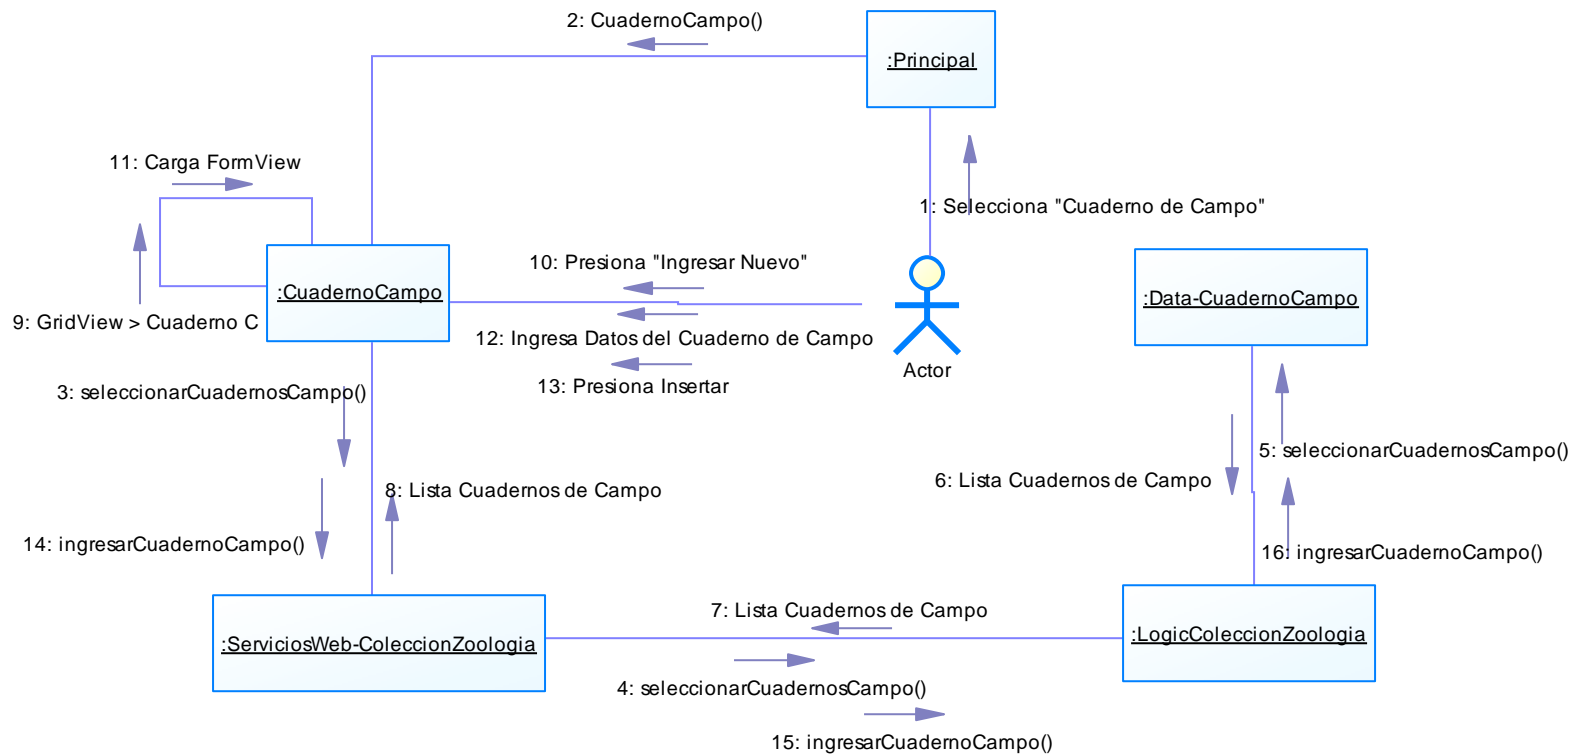 2: CuadernoCampo()
:Principal
11: Carga FormView
1: Selecciona "Cuaderno de Campo"
10: Presiona "Ingresar Nuevo"
:CuadernoCampo
:Data-CuadernoCampo
9: GridView > Cuaderno C
12: Ingresa Datos del Cuaderno de Campo
Actor
13: Presiona Insertar
3: seleccionarCuadernosCampo()
5: seleccionarCuadernosCampo()
6: Lista Cuadernos de Campo
8: Lista Cuadernos de Campo
14: ingresarCuadernoCampo()
16: ingresarCuadernoCampo()
7: Lista Cuadernos de Campo
:ServiciosWeb-ColeccionZoologia
:LogicColeccionZoologia
4: seleccionarCuadernosCampo()
15: ingresarCuadernoCampo()